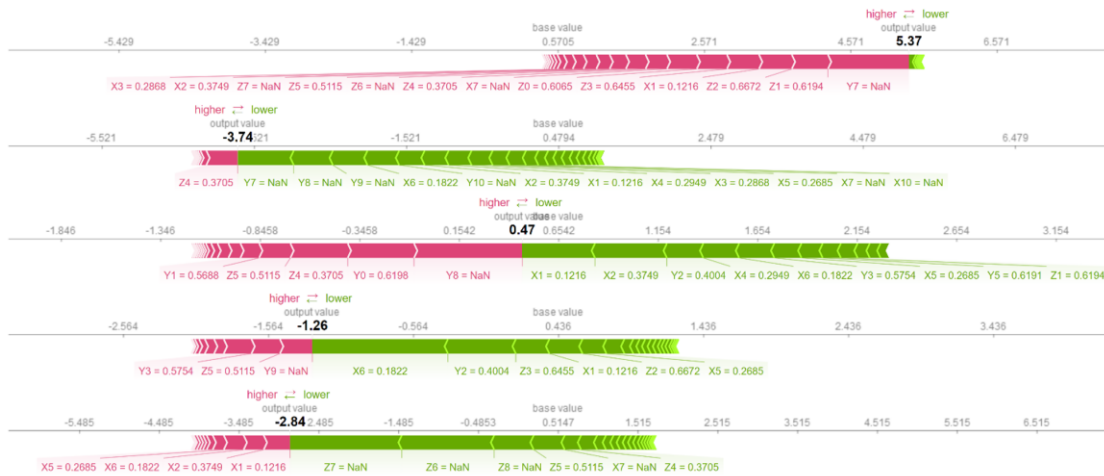 higher ⇄ lower
base value output value
-5.429 -3.429 -1.429 0.5705 2.571 4.571 5.37 6.571
X3 = 0.2868 X2 = 0.3749 Z7 = NaN Z5 = 0.5115 Z6 = NaN Z4 = 0.3705 X7 = NaN Z0 = 0.6065 Z3 = 0.6455 X1 = 0.1216 Z2 = 0.6672 Z1 = 0.6194 Y7 = NaN
higher ⇄ lower
output value base value
-5.521 -3.74 521 -1.521 0.4794 2.479 4.479 6.479
Z4 = 0.3705 Y7 = NaN Y8 = NaN Y9 = NaN X6 = 0.1822 Y10 = NaN X2 = 0.3749 X1 = 0.1216 X4 = 0.2949 X3 = 0.2868 X5 = 0.2685 X7 = NaN X10 = NaN
higher ⇄ lower
output value base value
-1.846 -1.346 -0.8458 -0.3458 0.1542 0.47 0.6542 1.154 1.654 2.154 2.654 3.154
Y1 = 0.5688 Z5 = 0.5115 Z4 = 0.3705 Y0 = 0.6198 Y8 = NaN X1 = 0.1216 X2 = 0.3749 Y2 = 0.4004 X4 = 0.2949 X6 = 0.1822 Y3 = 0.5754 X5 = 0.2685 Y5 = 0.6191 Z1 = 0.6194
higher ⇄ lower
output value base value
-2.564 -1.564 -1.26 -0.564 0.436 1.436 2.436 3.436
Y3 = 0.5754 Z5 = 0.5115 Y9 = NaN X6 = 0.1822 Y2 = 0.4004 Z3 = 0.6455 X1 = 0.1216 Z2 = 0.6672 X5 = 0.2685
higher ⇄ lower
output value base value
-5.485 -4.485 -3.485 -2.84 2.485 -1.485 -0.4853 0.5147 1.515 2.515 3.515 4.515 5.515 6.515
X5 = 0.2685 X6 = 0.1822 X2 = 0.3749 X1 = 0.1216 Z7 = NaN Z6 = NaN Z8 = NaN Z5 = 0.5115 X7 = NaN Z4 = 0.3705